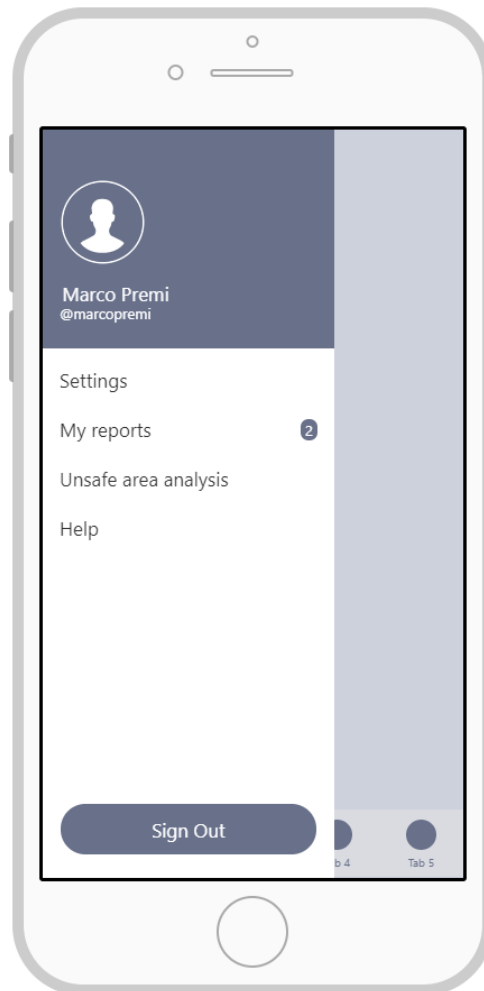 Marco Premi
@marcopremi
Settings
My reports 2
Unsafe area analysis
Help
Sign Out
b 4 Tab 5